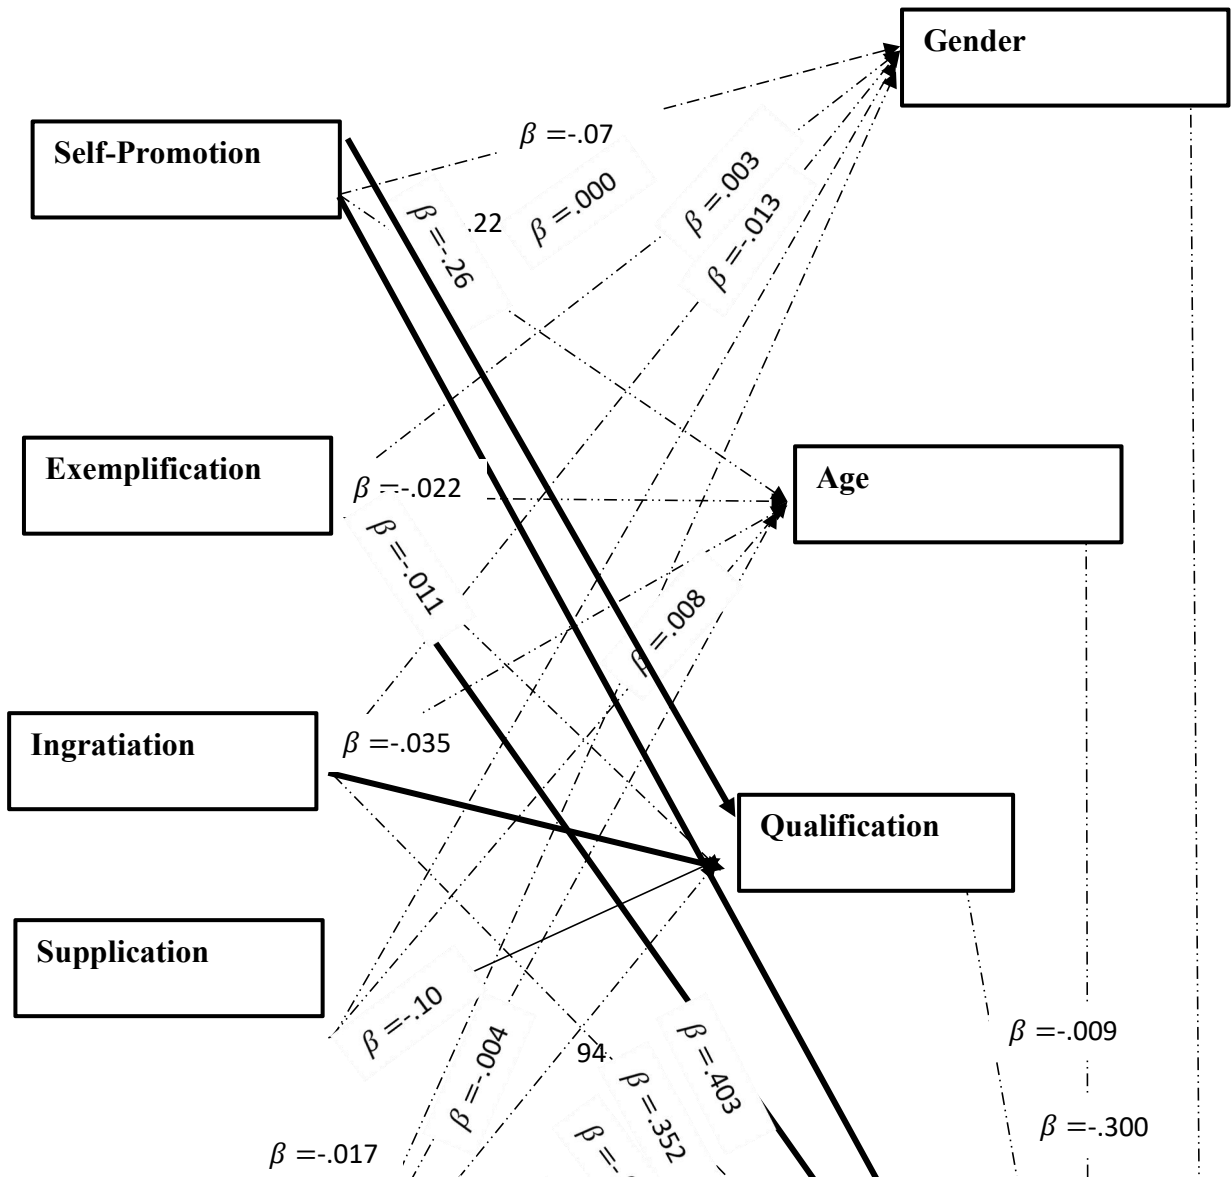 Gender
β =-.07
Self-Promotion
β =.003
β =.000
.22
β =-.013
β =-.26
Exemplification
Age
β =-.022
β =-.011
β =.008
Ingratiation
β =-.035
Qualification
Supplication
β =-.10
β =-.004
94
β =.403
β =-.009
β =.352
β =-.300
β =-.017